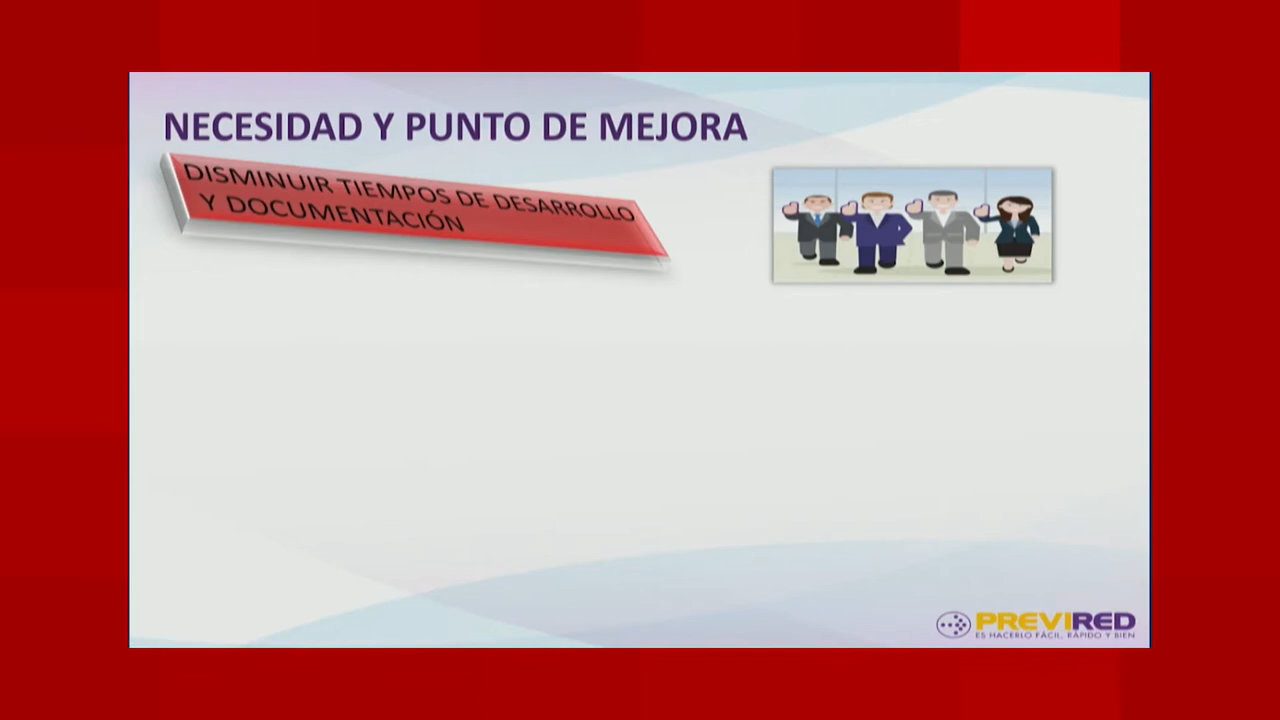 NECESIDAD Y PUNTO DE MEJORA
DISMINUIR TIEMPOS DE DESARROLLO
Y DOCUMENTACIÓN
PREVIRED
ES HACERLO FÁCIL, RÁPIDO Y BIEN